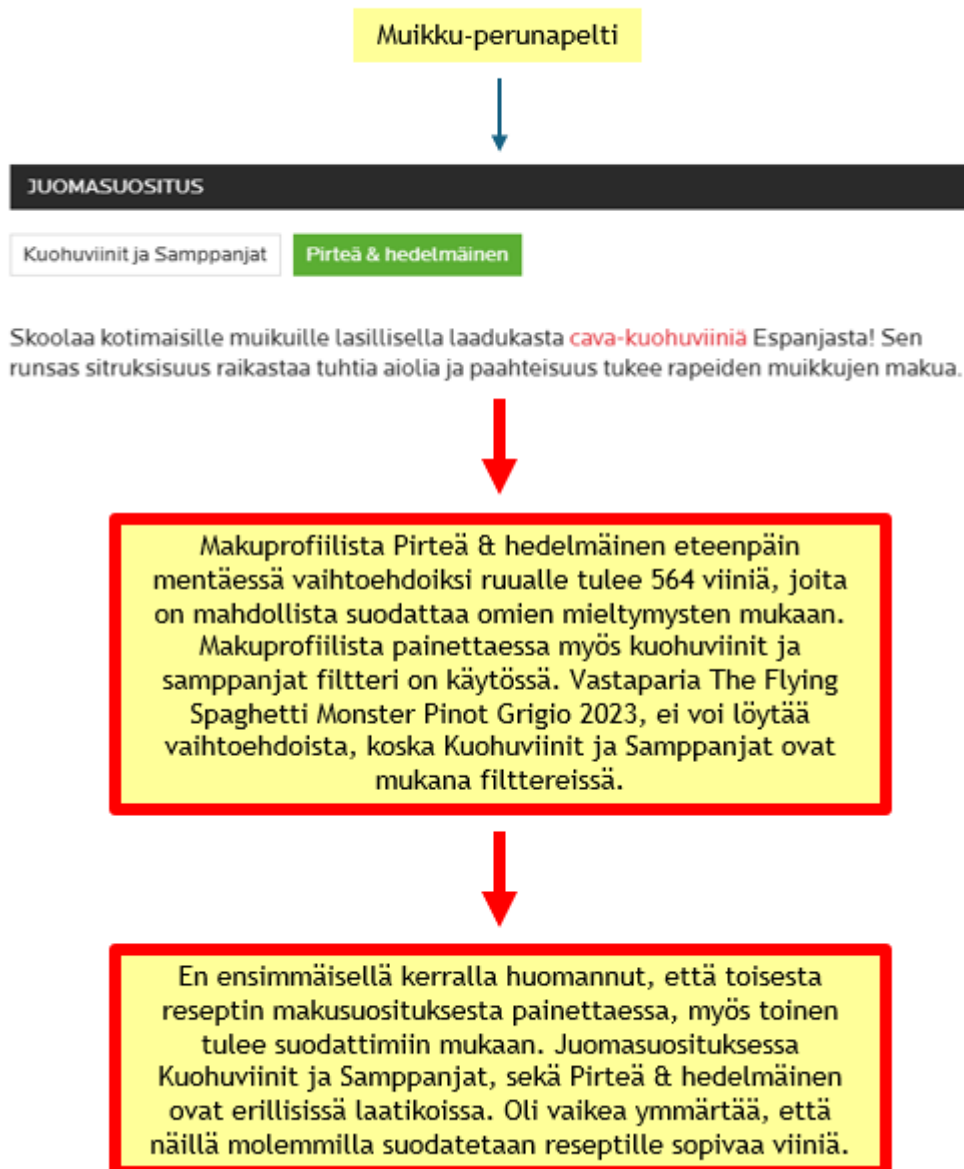 Muikku-perunapelti
JUOMASUOSITUS
Kuohuviinit ja Samppanjat
Pirteä & hedelmäinen
Skoolaa kotimaisille muikuille lasillisella laadukasta cava-kuohuviiniä Espanjasta! Sen
runsas sitruksisuus raikastaa tuhtia aiolia ja paahteisuus tukee rapeiden muikkujen makua.
Makuprofiilista Pirteä & hedelmäinen eteenpäin
mentäessä vaihtoehdoiksi ruualle tulee 564 viiniä, joita
on mahdollista suodattaa omien mieltymysten mukaan.
Makuprofiilista painettaessa myös kuohuviinit ja
samppanjat filtteri on käytössä. Vastaparia The Flying
Spaghetti Monster Pinot Grigio 2023, ei voi löytää
vaihtoehdoista, koska Kuohuviinit ja Samppanjat ovat
mukana filttereissä.
En ensimmäisellä kerralla huomannut, että toisesta
reseptin makusuosituksesta painettaessa, myös toinen
tulee suodattimiin mukaan. Juomasuosituksessa
Kuohuviinit ja Samppanjat, sekä Pirteä & hedelmäinen
ovat erillisissä laatikoissa. Oli vaikea ymmärtää, että
näillä molemmilla suodatetaan reseptille sopivaa viiniä.